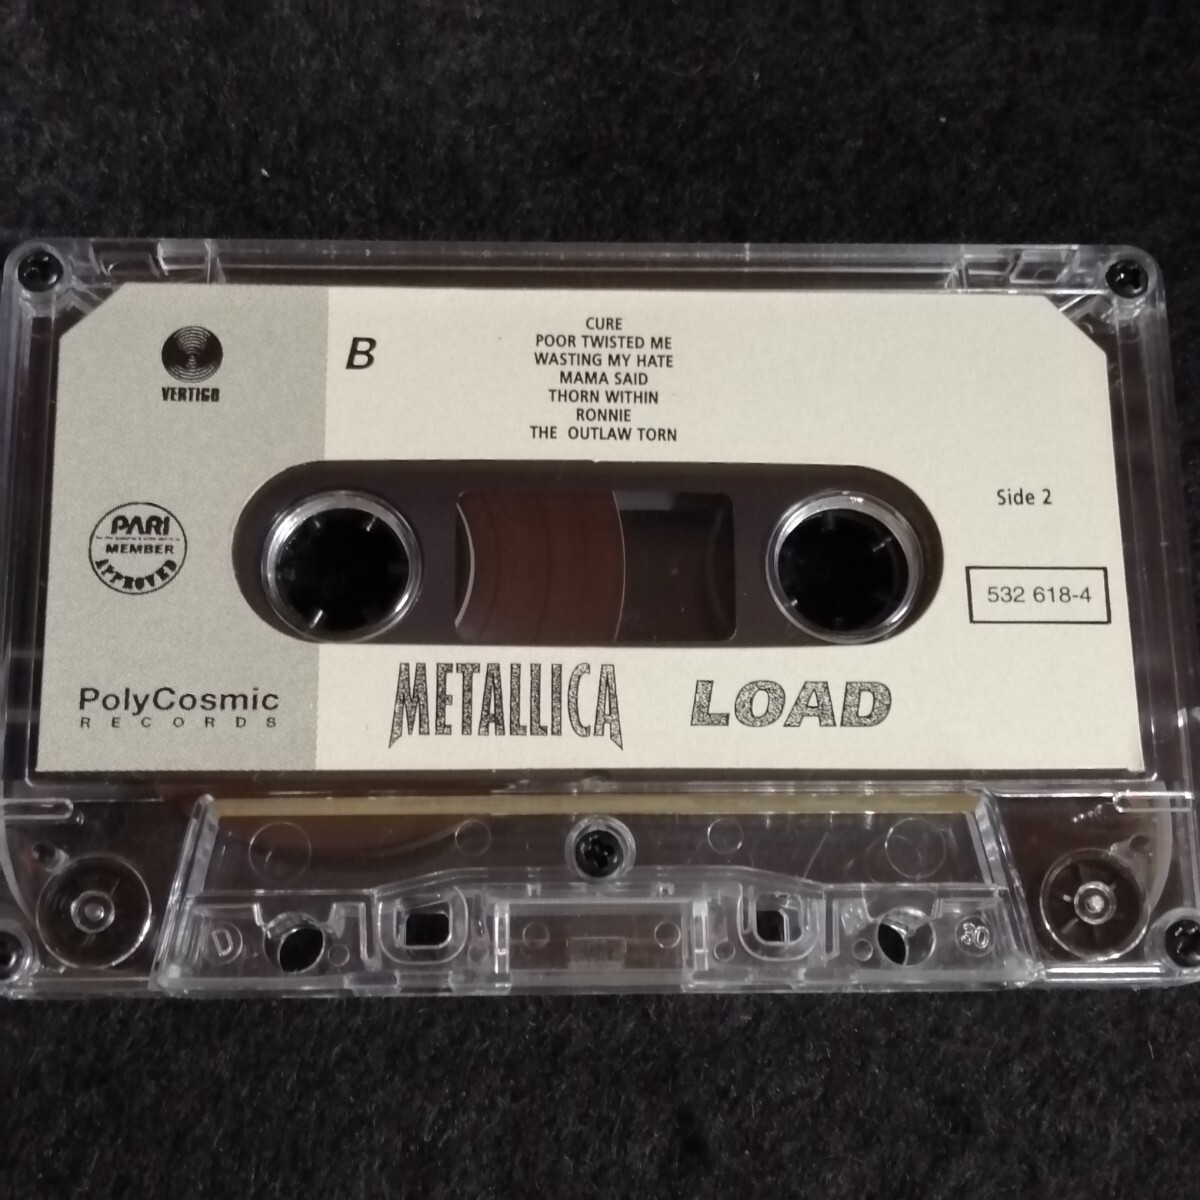 CURE
POOR TWISTED ME
WASTING MY HATE
MAMA SAID
THORN WITHIN
RONNIE
THE OUTLAW TORN
B
VERTIGO
Side 2
PARI
MEMBER
APPROVED
532 618-4
PolyCosmic
RECORDS
METALLICA
LOAD
D